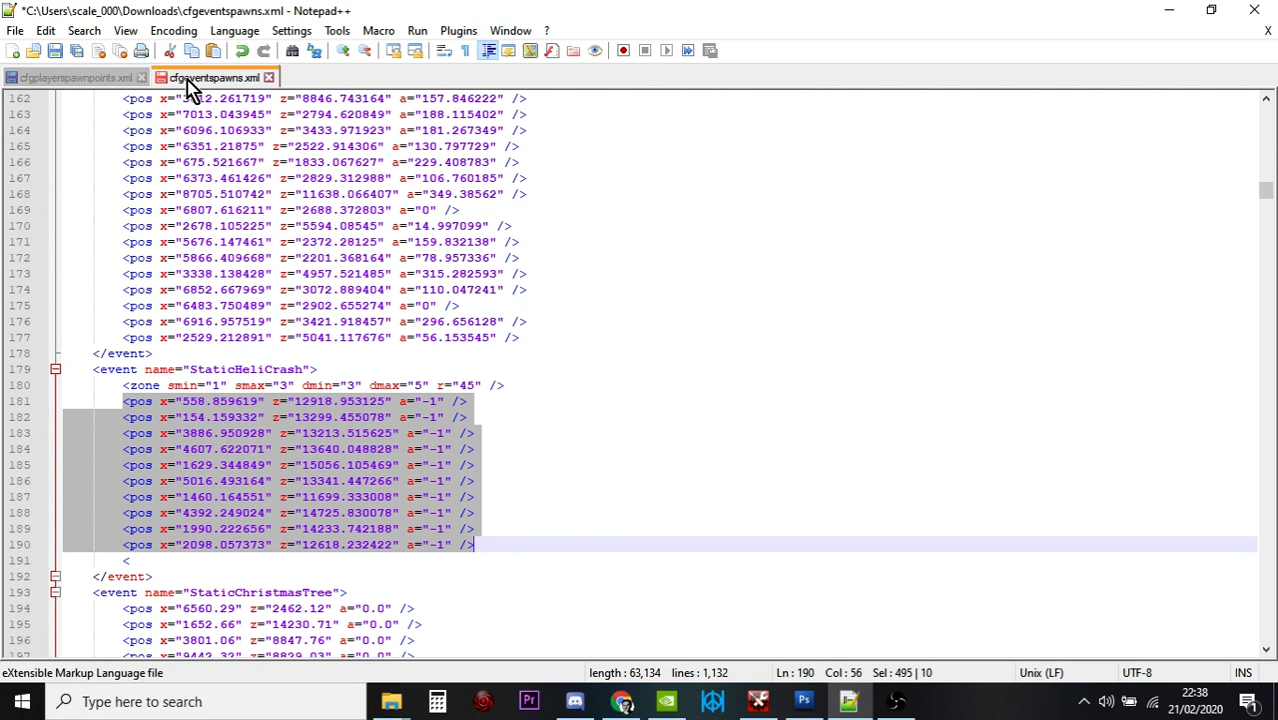 *C:\Users\scale_000\Downloads\cfgeventspawns.xml - Notepad++
File Edit Search View Encoding Language Settings Tools Macro Run Plugins Window ? X
cfgplayerspawnpoints.xml cfgeventspawns.xml
162 <pos z="8846.743164" a="157.846222" />
163 <pos x="7013.043945" z="2794.620849" a="188.115402" />
164 <pos x="6096.106933" z="3433.971923" a="181.267349" />
165 <pos x="6351.21875" z="2522.914306" a="130.797729" />
166 <pos x="675.521667" z="1833.067627" a="229.408783" />
167 <pos x="6373.461426" z="2829.312988" a="106.760185" />
168 <pos x="8705.510742" z="11638.066407" a="349.38562" />
169 <pos x="6807.616211" z="2688.372803" a="0" />
170 <pos x="2678.105225" z="5594.08545" a="14.997099" />
171 <pos x="5676.147461" z="2372.28125" a="159.832138" />
172 <pos x="5866.409668" z="2201.368164" a="78.957336" />
173 <pos x="3338.138428" z="4957.521485" a="315.282593" />
174 <pos x="6852.667969" z="3072.889404" a="110.047241" />
175 <pos x="6483.750489" z="2902.655274" a="0" />
176 <pos x="6916.957519" z="3421.918457" a="296.656128" />
177 <pos x="2529.212891" z="5041.117676" a="56.153545" />
178 </event>
179 <event name="StaticHeliCrash">
180 <zone smin="1" smax="3" dmin="3" dmax="5" r="45" />
181 <pos x="558.859619" z="12918.953125" a="-1" />
182 <pos x="154.159332" z="13299.455078" a="-1" />
183 <pos x="3886.950928" z="13213.515625" a="-1" />
184 <pos x="4607.622071" z="13640.048828" a="-1" />
185 <pos x="1629.344849" z="15056.105469" a="-1" />
186 <pos x="5016.493164" z="13341.447266" a="-1" />
187 <pos x="1460.164551" z="11699.333008" a="-1" />
188 <pos x="4392.249024" z="14725.830078" a="-1" />
189 <pos x="1990.222656" z="14233.742188" a="-1" />
190 <pos x="2098.057373" z="12618.232422" a="-1" />
191 <
192 </event>
193 <event name="StaticChristmasTree">
194 <pos x="6560.29" z="2462.12" a="0.0" />
195 <pos x="1652.66" z="14230.71" a="0.0" />
196 <pos x="3801.06" z="8847.76" a="0.0" />
197 <pos x="9442.32" z="8829.03" a="0.0" />
eXtensible Markup Language file length : 63,134 lines : 1,132 Ln : 190 Col : 56 Sel : 495 | 10 Unix (LF) UTF-8 INS
Type here to search
22:38
21/02/2020